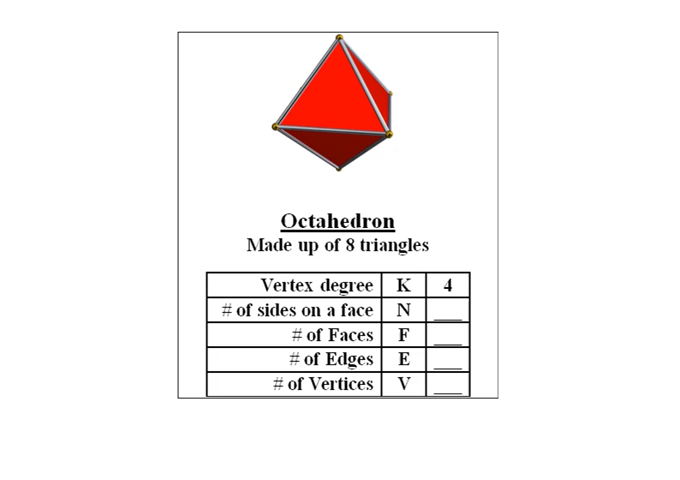 Octahedron
Made up of 8 triangles
Vertex degree K 4
# of sides on a face N ___
# of Faces F ___
# of Edges E ___
# of Vertices V ___